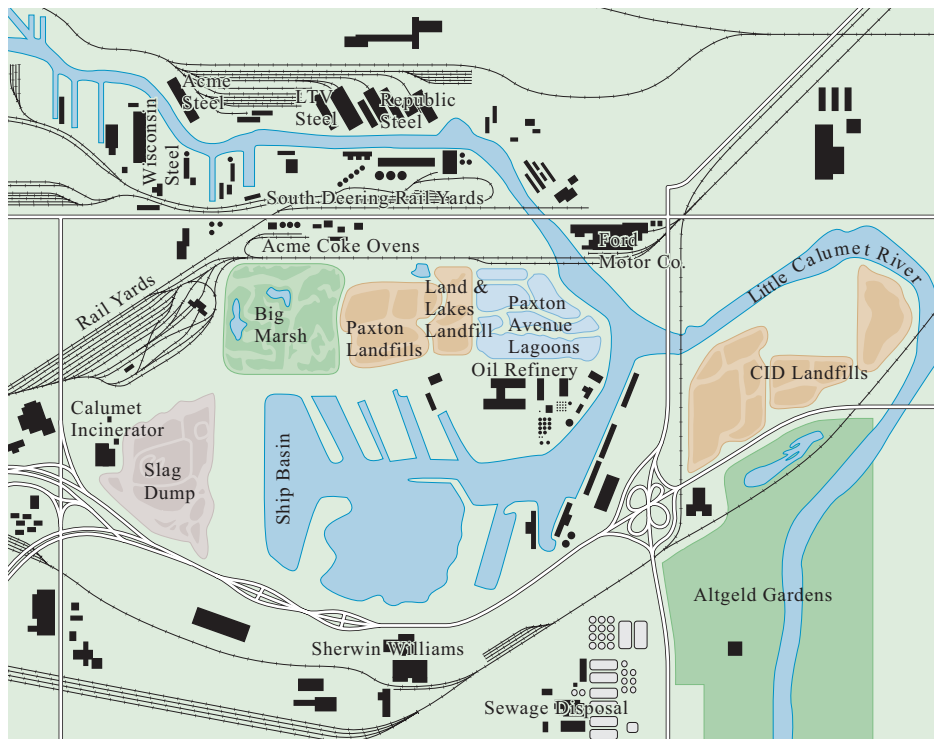 Acme
Steel
LTV
Steel
Republic
Steel
Wisconsin
Steel
South Deering Rail Yards
Acme Coke Ovens
Ford
Motor Co.
Little Calumet River
Rail Yards
Big
Marsh
Paxton
Landfills
Land &
Lakes
Landfill
Paxton
Avenue
Lagoons
Oil Refinery
CID Landfills
Calumet
Incinerator
Slag
Dump
Ship Basin
Altgeld Gardens
Sherwin Williams
Sewage Disposal